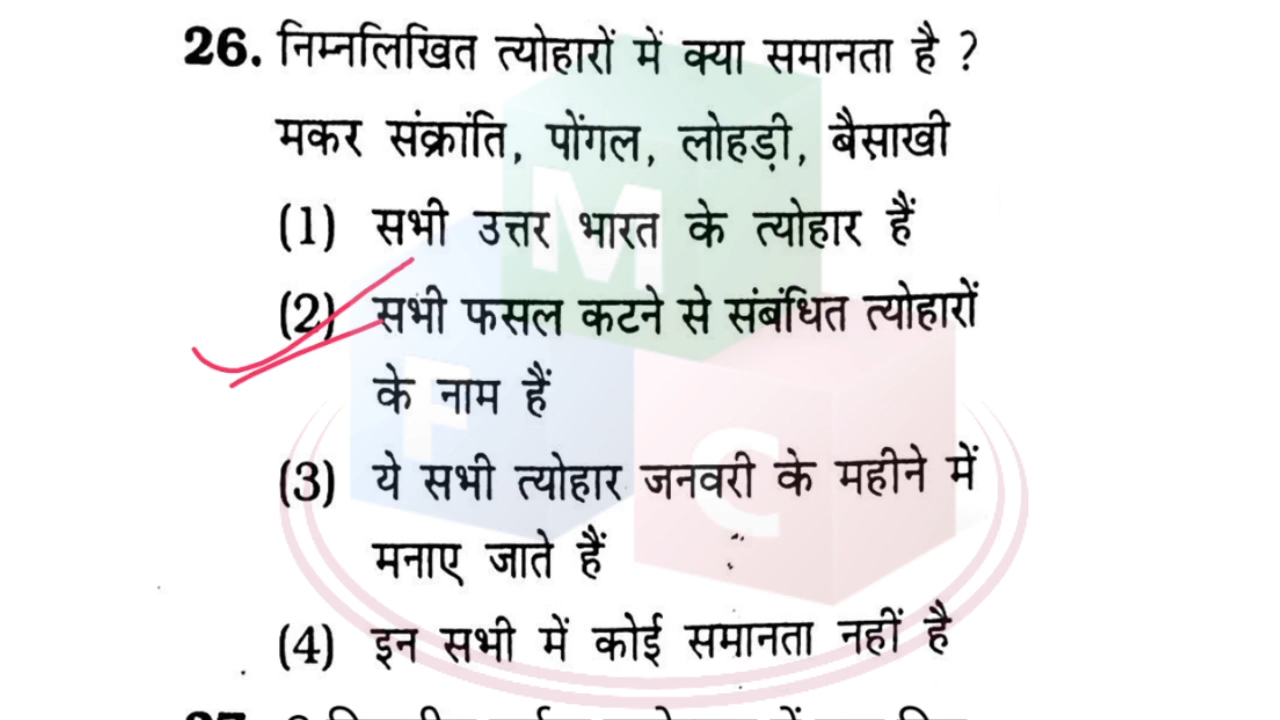 26. निम्नलिखित त्योहारों में क्या समानता है ?
मकर संक्रांति, पोंगल, लोहड़ी, बैसाखी
(1) सभी उत्तर भारत के त्योहार हैं
(2) सभी फसल कटने से संबंधित त्योहारों
के नाम हैं
(3) ये सभी त्योहार जनवरी के महीने में
मनाए जाते हैं
(4) इन सभी में कोई समानता नहीं है
M
F
C